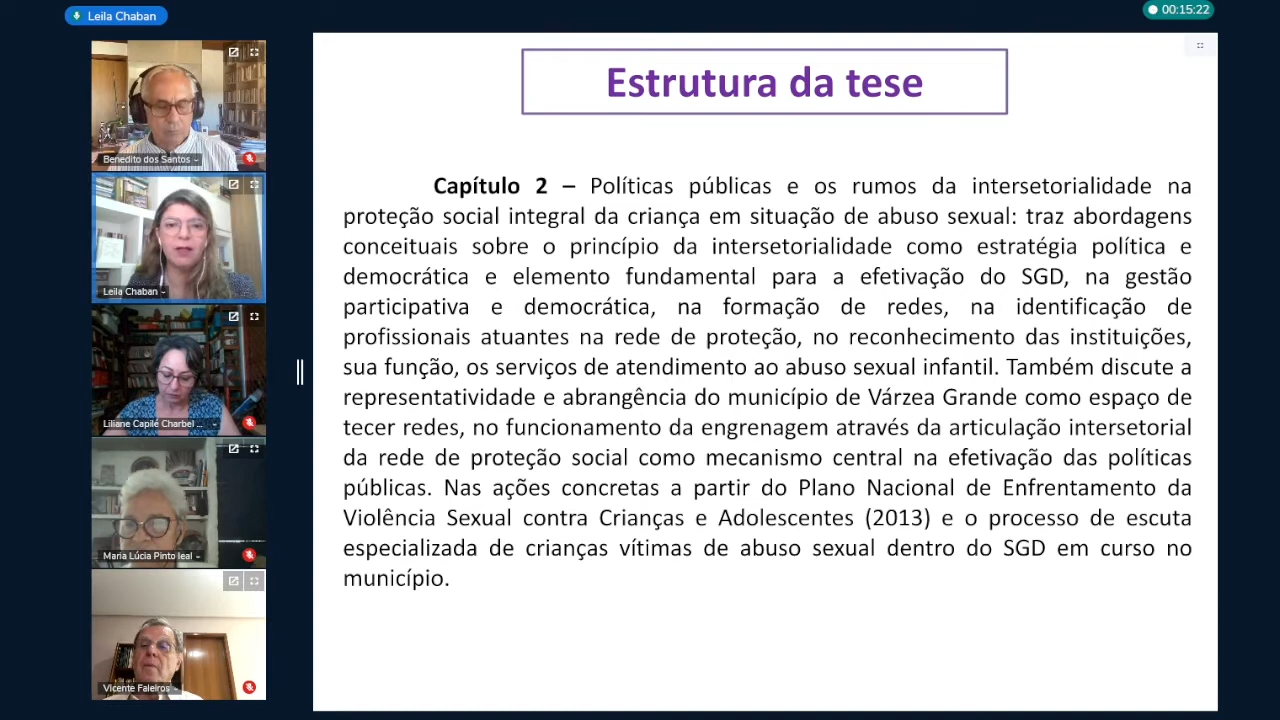 Leila Chaban
00:15:22
Benedito dos Santos
Leila Chaban
Liliane Capilé Charbel ...
Maria Lúcia Pinto leal
Vicente Faleiros
Estrutura da tese
Capítulo 2 – Políticas públicas e os rumos da intersetorialidade na
proteção social integral da criança em situação de abuso sexual: traz abordagens
conceituais sobre o princípio da intersetorialidade como estratégia política e
democrática e elemento fundamental para a efetivação do SGD, na gestão
participativa e democrática, na formação de redes, na identificação de
profissionais atuantes na rede de proteção, no reconhecimento das instituições,
sua função, os serviços de atendimento ao abuso sexual infantil. Também discute a
representatividade e abrangência do município de Várzea Grande como espaço de
tecer redes, no funcionamento da engrenagem através da articulação intersetorial
da rede de proteção social como mecanismo central na efetivação das políticas
públicas. Nas ações concretas a partir do Plano Nacional de Enfrentamento da
Violência Sexual contra Crianças e Adolescentes (2013) e o processo de escuta
especializada de crianças vítimas de abuso sexual dentro do SGD em curso no
município.